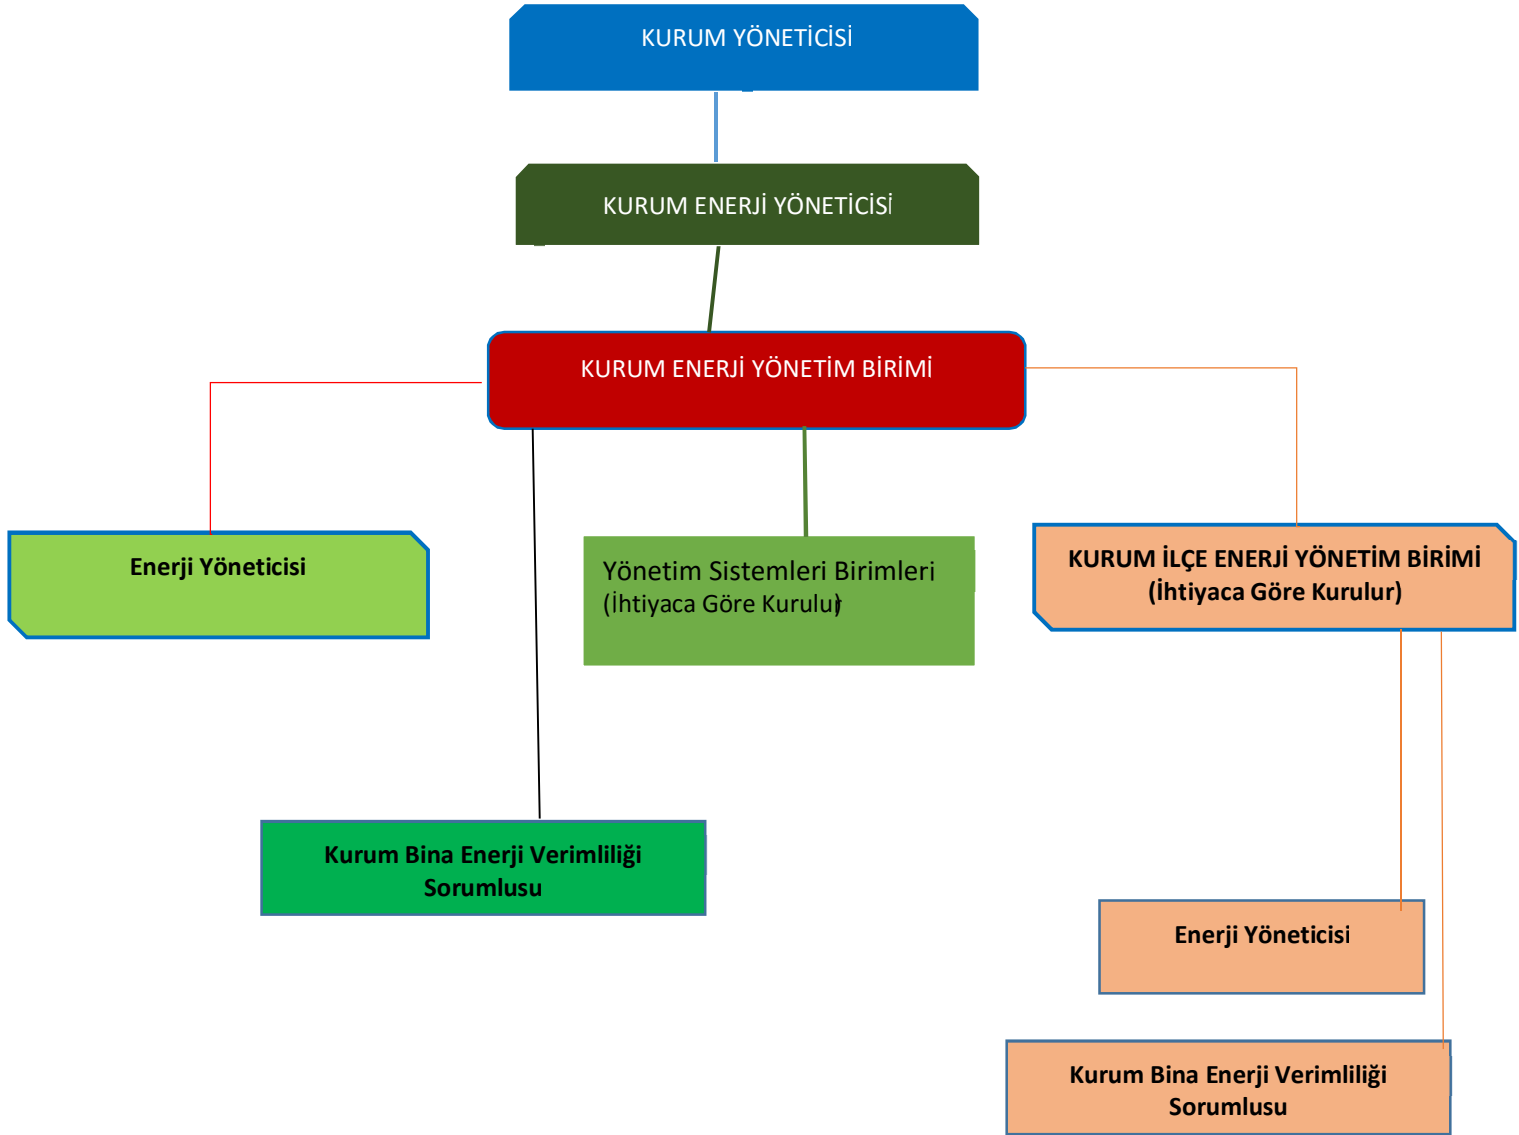 KURUM YÖNETİCİSİ
KURUM ENERJİ YÖNETİCİSİ
KURUM ENERJİ YÖNETİM BİRİMİ
Enerji Yöneticisi
Yönetim Sistemleri Birimleri
(İhtiyaca Göre Kurulur)
KURUM İLÇE ENERJİ YÖNETİM BİRİMİ
(İhtiyaca Göre Kurulur)
Kurum Bina Enerji Verimliliği
Sorumlusu
Enerji Yöneticisi
Kurum Bina Enerji Verimliliği
Sorumlusu